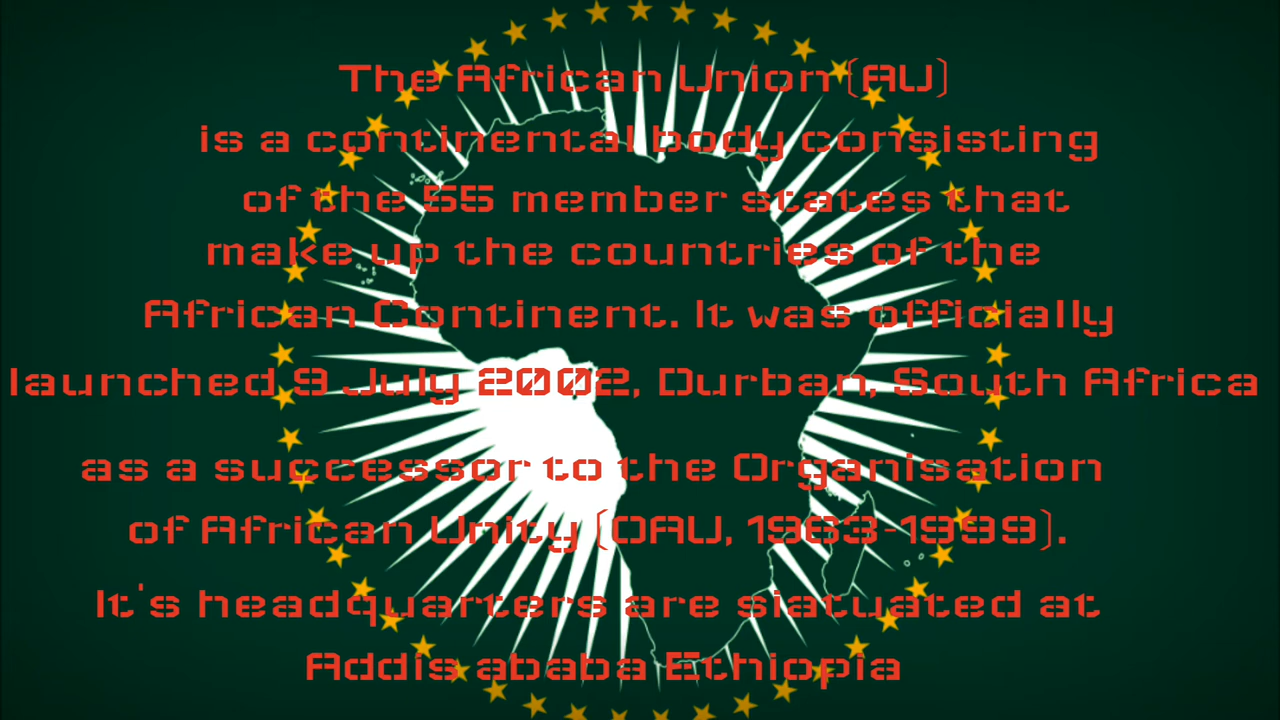 The African Union (AU)
is a continental body consisting
of the 55 member states that
make up the countries of the
African Continent. It was officially
launched 9 July 2002, Durban, South Africa
as a successor to the Organisation
of African Unity (OAU, 1963-1999).
It's headquarters are siatuated at
Addis ababa Ethiopia